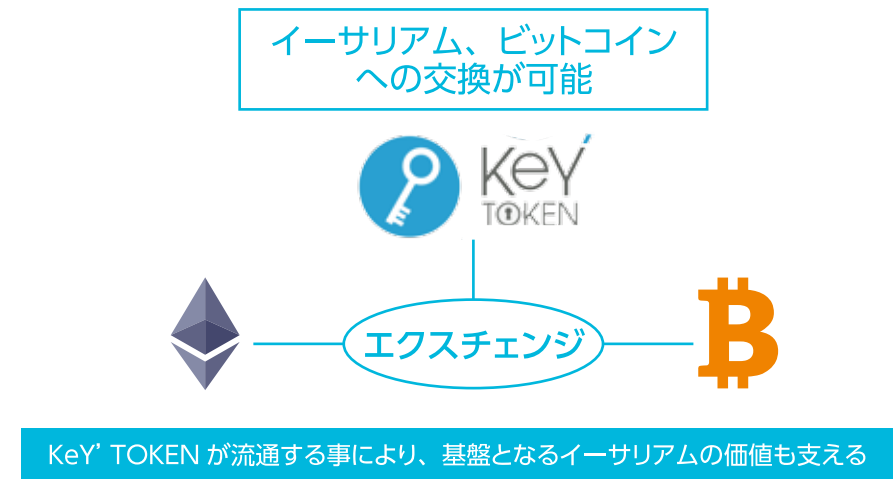 イーサリアム、ビットコイン
への交換が可能
KeY'
TOKEN
エクスチェンジ
KeY’ TOKEN が流通する事により、基盤となるイーサリアムの価値も支える